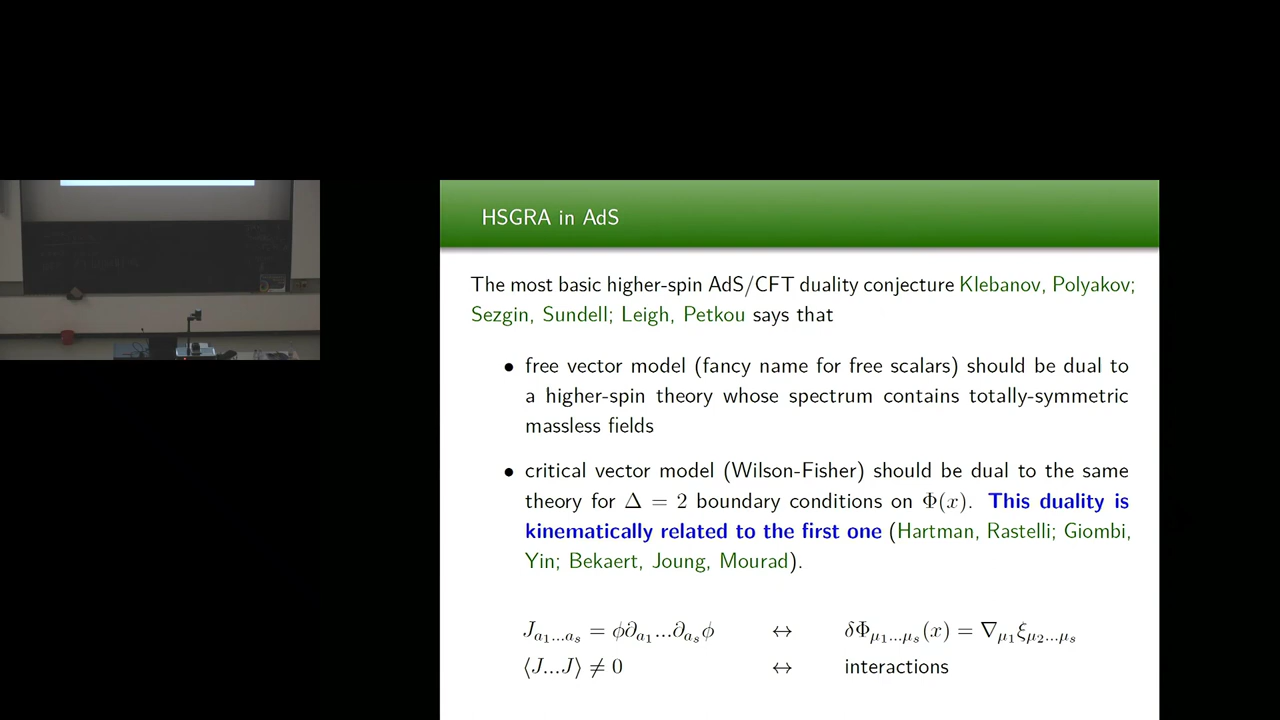 HSGRA in AdS
The most basic higher-spin AdS/CFT duality conjecture Klebanov, Polyakov;
Sezgin, Sundell; Leigh, Petkou says that
• free vector model (fancy name for free scalars) should be dual to
a higher-spin theory whose spectrum contains totally-symmetric
massless fields
• critical vector model (Wilson-Fisher) should be dual to the same
theory for Δ = 2 boundary conditions on Φ(x). This duality is
kinematically related to the first one (Hartman, Rastelli; Giombi,
Yin; Bekaert, Joung, Mourad).
J_{a_1...a_s} = ϕ∂_{a_1}...∂_{a_s}ϕ ↔ δΦ_{μ_1...μ_s}(x) = ∇_{μ_1}ξ_{μ_2...μ_s}
⟨J...J⟩ ≠ 0 ↔ interactions